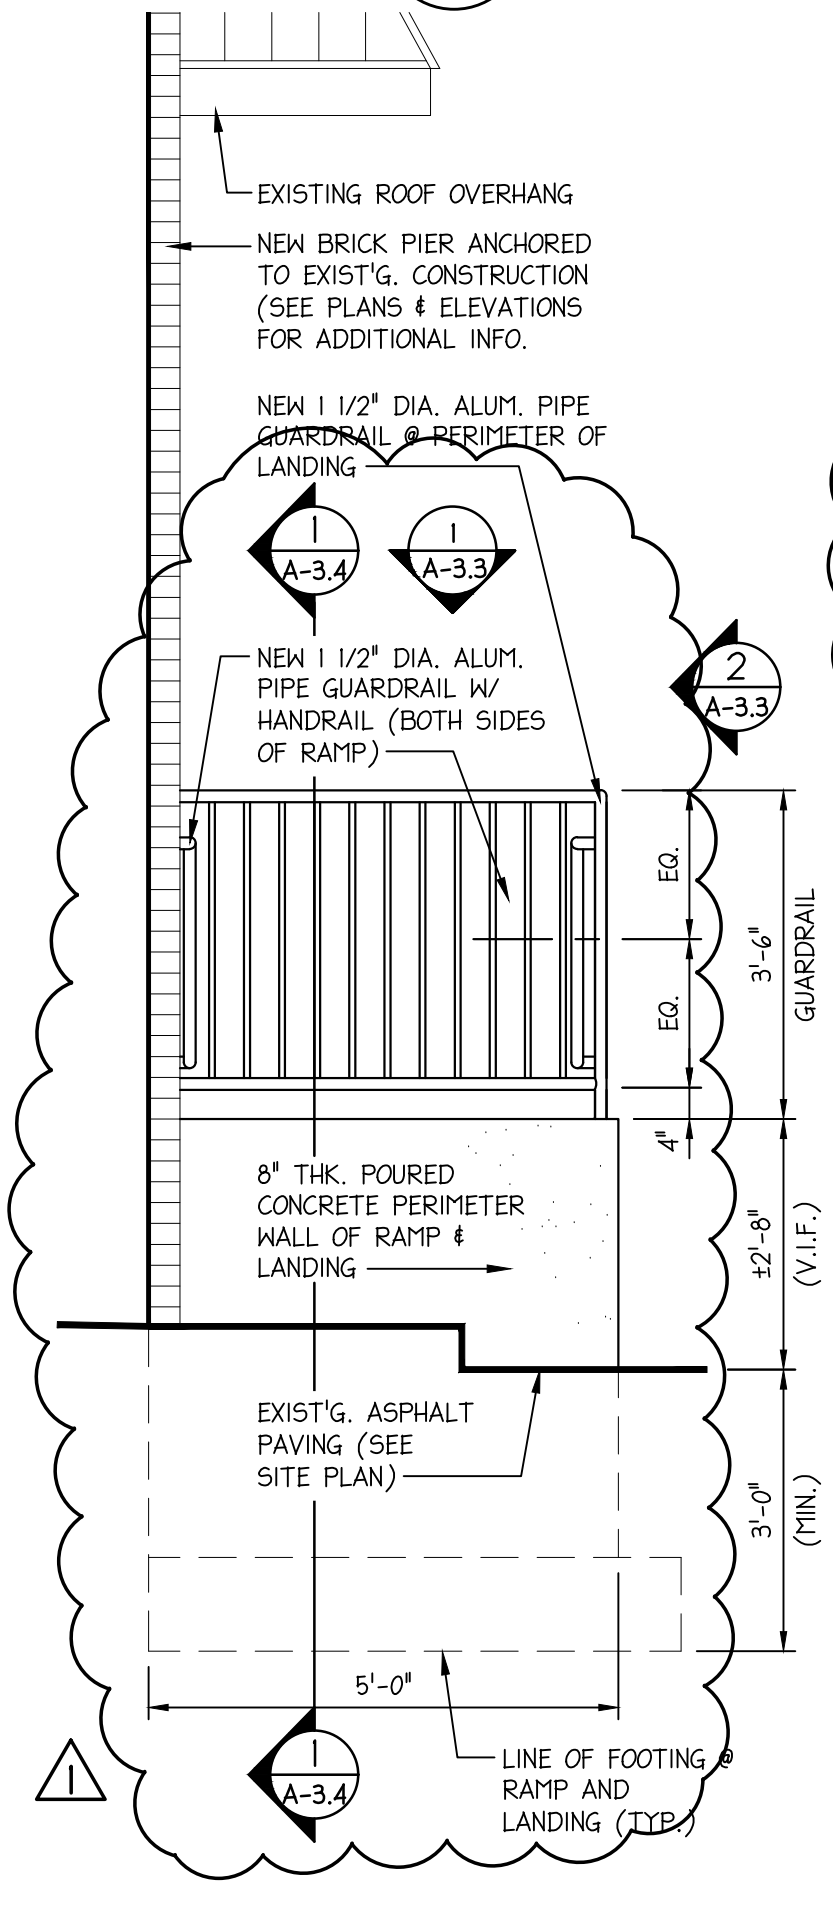 EXISTING ROOF OVERHANG
NEW BRICK PIER ANCHORED
TO EXIST'G. CONSTRUCTION
(SEE PLANS & ELEVATIONS
FOR ADDITIONAL INFO.
NEW 1 1/2" DIA. ALUM. PIPE
GUARDRAIL @ PERIMETER OF
LANDING
1
A-3.4
1
A-3.3
NEW 1 1/2" DIA. ALUM.
PIPE GUARDRAIL W/
HANDRAIL (BOTH SIDES
OF RAMP)
2
A-3.3
EQ.
EQ.
4"
3'-6"
GUARDRAIL
8" THK. POURED
CONCRETE PERIMETER
WALL OF RAMP &
LANDING
±2'-8"
(V.I.F.)
EXIST'G. ASPHALT
PAVING (SEE
SITE PLAN)
3'-0"
(MIN.)
5'-0"
1
1
A-3.4
LINE OF FOOTING @
RAMP AND
LANDING (TYP.)